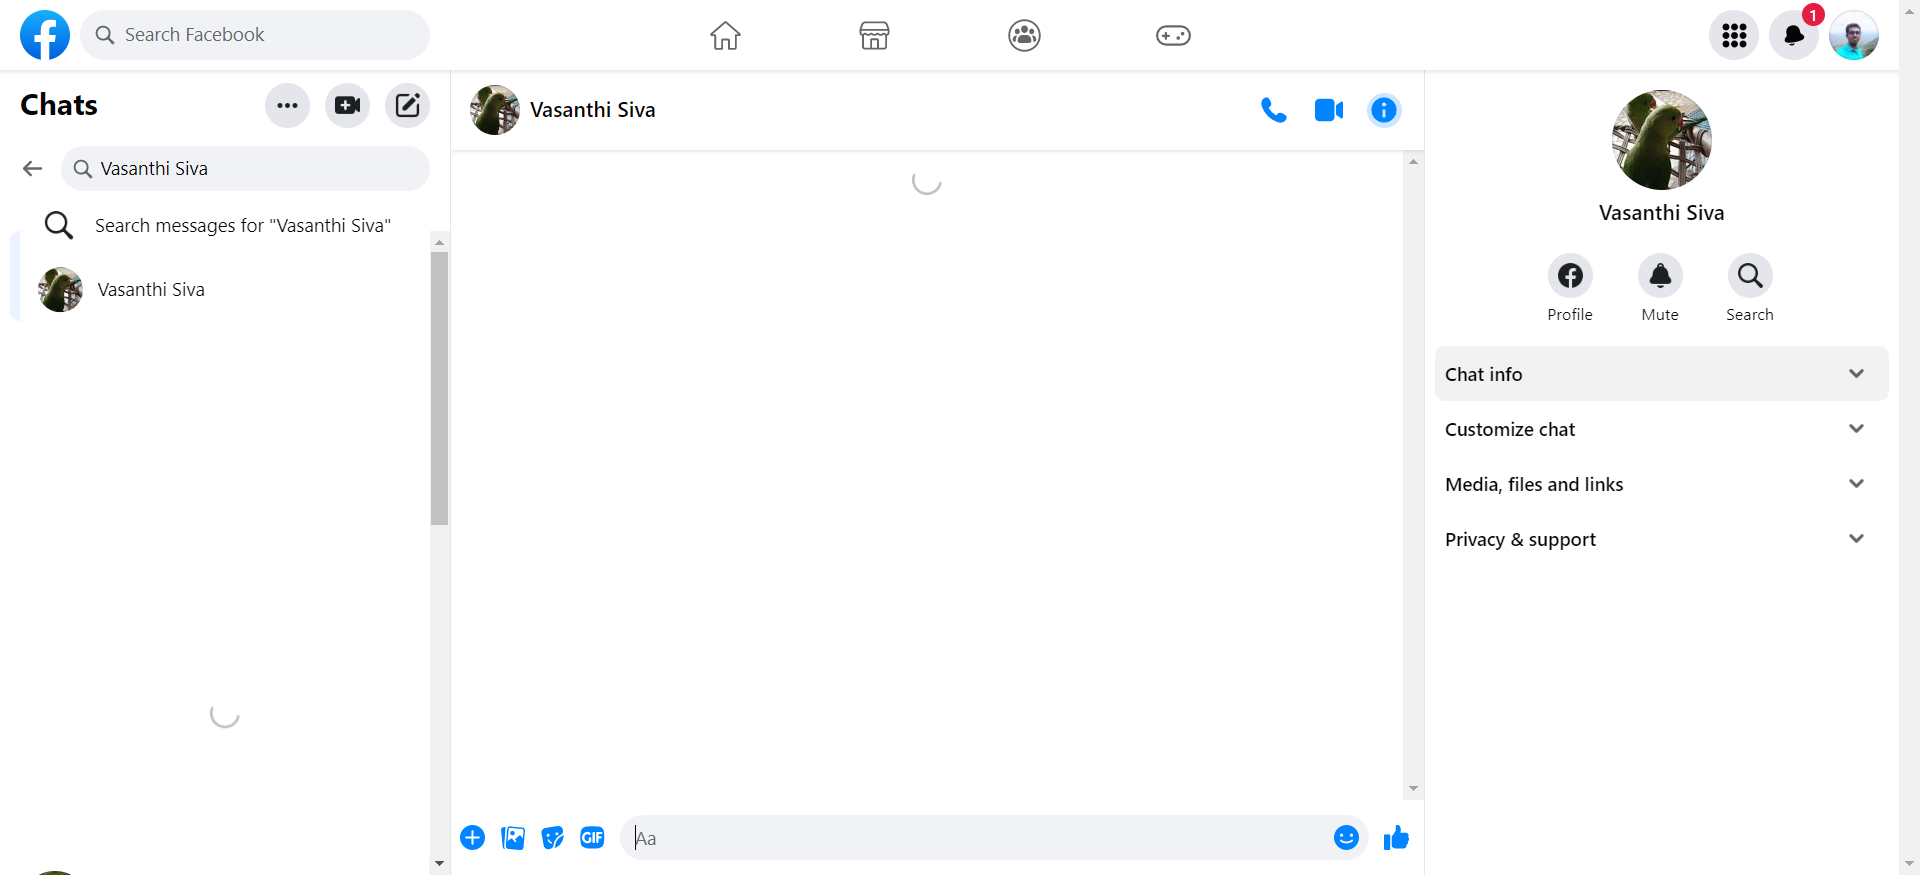 Search Facebook
1
Chats
Vasanthi Siva
Search messages for "Vasanthi Siva"
Vasanthi Siva
Vasanthi Siva
GIF
Aa
Vasanthi Siva
Profile
Mute
Search
Chat info
Customize chat
Media, files and links
Privacy & support